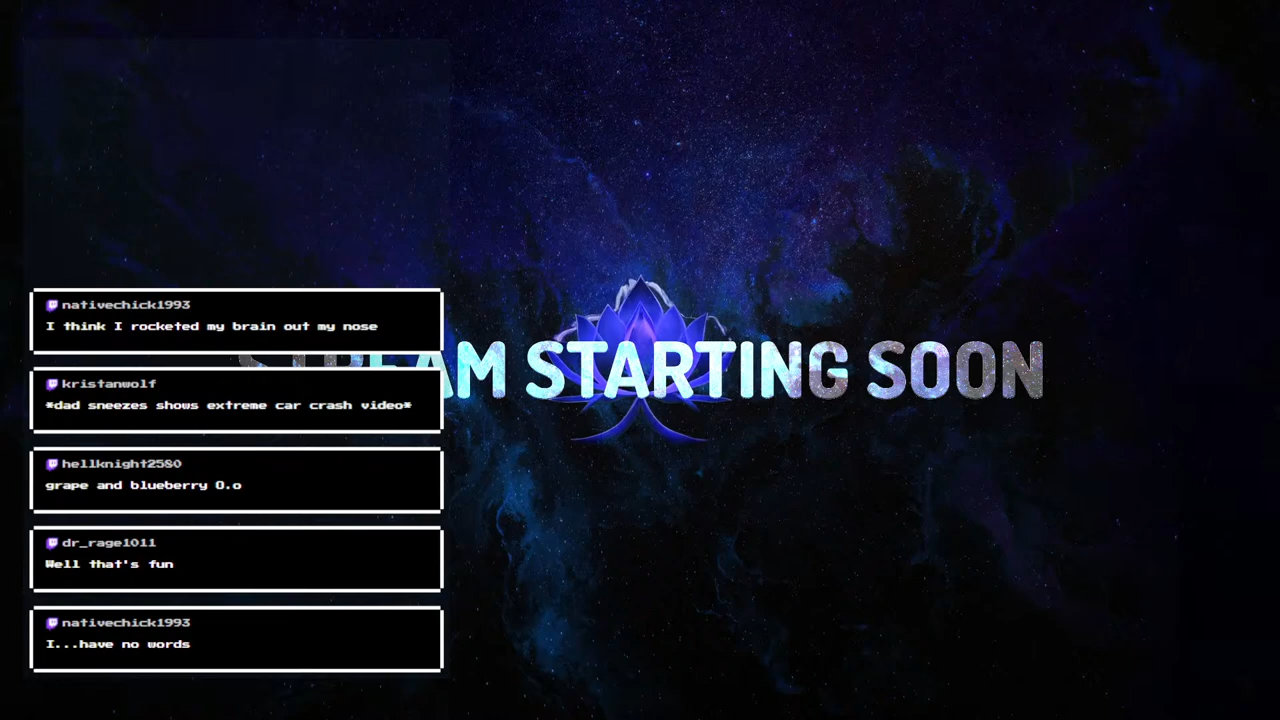 nativechick1993
I think I rocketed my brain out my nose
STREAM STARTING SOON
kristanwolf
*dad sneezes shows extreme car crash video*
hellknight2580
grape and blueberry O.o
dr_rage1011
Well that's fun
nativechick1993
I...have no words